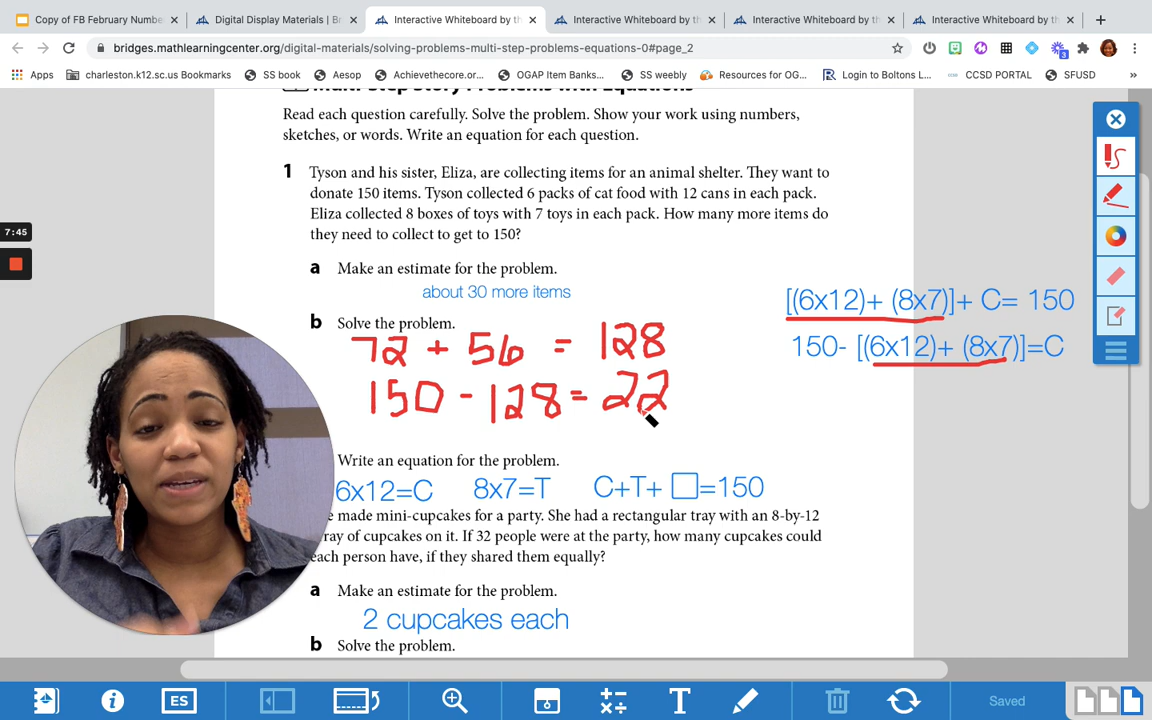 Copy of FB February Numbe
Digital Display Materials | Br
Interactive Whiteboard by th
Interactive Whiteboard by th
Interactive Whiteboard by th
Interactive Whiteboard by th
bridges.mathlearningcenter.org/digital-materials/solving-problems-multi-step-problems-equations-0#page_2
Apps
charleston.k12.sc.us Bookmarks
SS book
Aesop
Achievethecore.or...
OGAP Item Banks...
SS weekly
Resources for OG...
Login to Boltons L...
CCSD PORTAL
SFUSD
»
Multi-Step Story Problems with Equations
Read each question carefully. Solve the problem. Show your work using numbers,
sketches, or words. Write an equation for each question.
1 Tyson and his sister, Eliza, are collecting items for an animal shelter. They want to
donate 150 items. Tyson collected 6 packs of cat food with 12 cans in each pack.
Eliza collected 8 boxes of toys with 7 toys in each pack. How many more items do
they need to collect to get to 150?
7:45
a Make an estimate for the problem.
about 30 more items
[(6x12)+ (8x7)]+ C= 150
b Solve the problem.
72 + 56 = 128
150- [(6x12)+ (8x7)]=C
150 - 128 = 22
Write an equation for the problem.
6x12=C 8x7=T C+T+ □=150
made mini-cupcakes for a party. She had a rectangular tray with an 8-by-12
ray of cupcakes on it. If 32 people were at the party, how many cupcakes could
each person have, if they shared them equally?
a Make an estimate for the problem.
2 cupcakes each
b Solve the problem.
3
ES
T
Saved